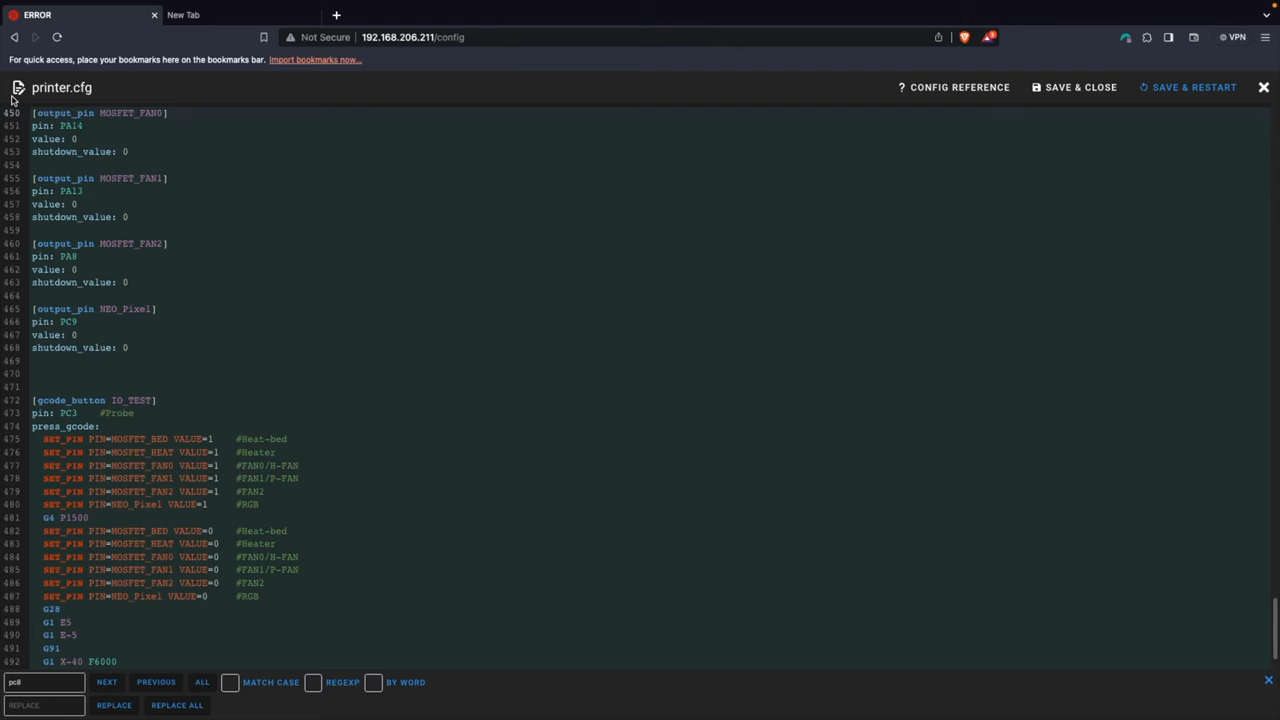 ERROR
New Tab
Not Secure 192.168.206.211/config
3
VPN
For quick access, place your bookmarks here on the bookmarks bar. Import bookmarks now...
printer.cfg
? CONFIG REFERENCE
SAVE & CLOSE
SAVE & RESTART
450 [output_pin MOSFET_FAN0]
451 pin: PA14
452 value: 0
453 shutdown_value: 0
454
455 [output_pin MOSFET_FAN1]
456 pin: PA13
457 value: 0
458 shutdown_value: 0
459
460 [output_pin MOSFET_FAN2]
461 pin: PA8
462 value: 0
463 shutdown_value: 0
464
465 [output_pin NEO_Pixel]
466 pin: PC9
467 value: 0
468 shutdown_value: 0
469
470
471
472 [gcode_button IO_TEST]
473 pin: PC3 #Probe
474 press_gcode:
475 SET_PIN PIN=MOSFET_BED VALUE=1 #Heat-bed
476 SET_PIN PIN=MOSFET_HEAT VALUE=1 #Heater
477 SET_PIN PIN=MOSFET_FAN0 VALUE=1 #FAN0/H-FAN
478 SET_PIN PIN=MOSFET_FAN1 VALUE=1 #FAN1/P-FAN
479 SET_PIN PIN=MOSFET_FAN2 VALUE=1 #FAN2
480 SET_PIN PIN=NEO_Pixel VALUE=1 #RGB
481 G4 P1500
482 SET_PIN PIN=MOSFET_BED VALUE=0 #Heat-bed
483 SET_PIN PIN=MOSFET_HEAT VALUE=0 #Heater
484 SET_PIN PIN=MOSFET_FAN0 VALUE=0 #FAN0/H-FAN
485 SET_PIN PIN=MOSFET_FAN1 VALUE=0 #FAN1/P-FAN
486 SET_PIN PIN=MOSFET_FAN2 VALUE=0 #FAN2
487 SET_PIN PIN=NEO_Pixel VALUE=0 #RGB
488 G28
489 G1 E5
490 G1 E-5
491 G91
492 G1 X-40 F6000
pc8 NEXT PREVIOUS ALL MATCH CASE REGEXP BY WORD
REPLACE REPLACE REPLACE ALL